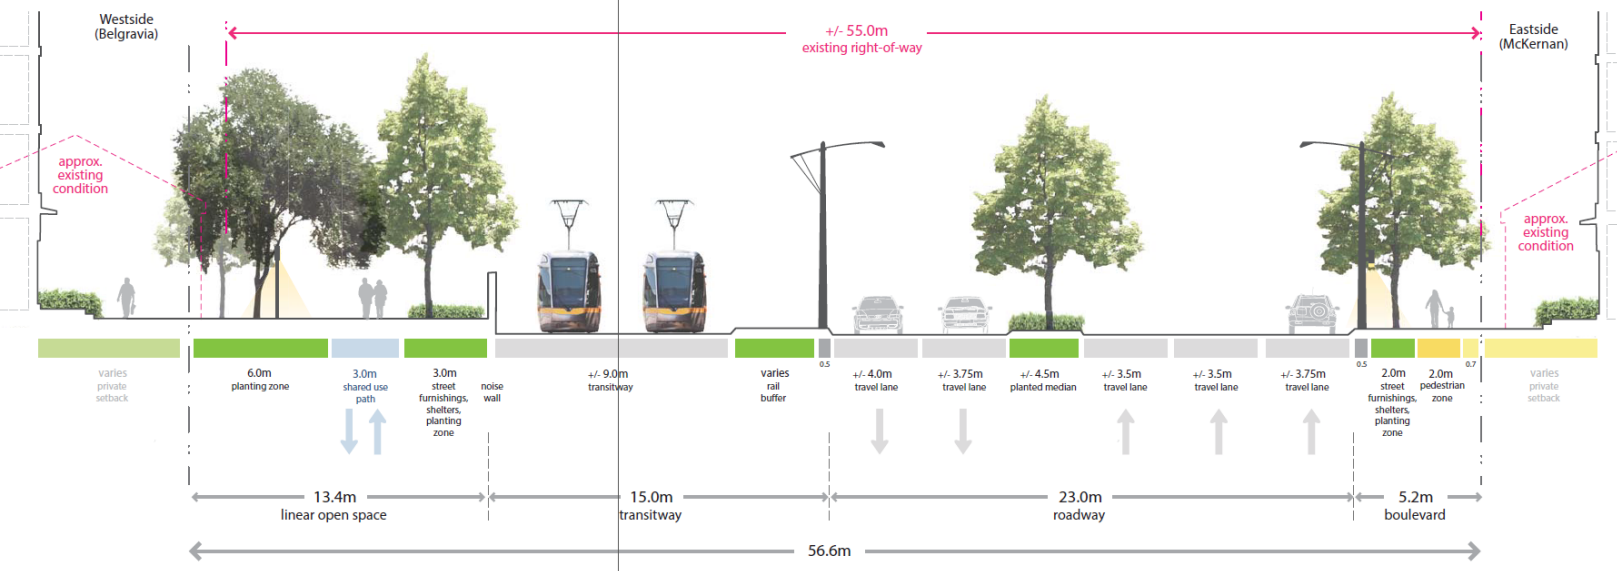 Westside
(Belgravia)
+/- 55.0m
existing right-of-way
Eastside
(McKernan)
approx.
existing
condition
approx.
existing
condition
varies
private
setback
6.0m
planting zone
3.0m
shared use
path
3.0m
street
furnishings,
shelters,
planting
zone
noise
wall
+/- 9.0m
transitway
varies
rail
buffer
0.5
+/- 4.0m
travel lane
+/- 3.75m
travel lane
+/- 4.5m
planted median
+/- 3.5m
travel lane
+/- 3.5m
travel lane
+/- 3.75m
travel lane
0.5
2.0m
street
furnishings,
shelters,
planting
zone
2.0m
pedestrian
zone
0.7
varies
private
setback
13.4m
linear open space
15.0m
transitway
23.0m
roadway
5.2m
boulevard
56.6m